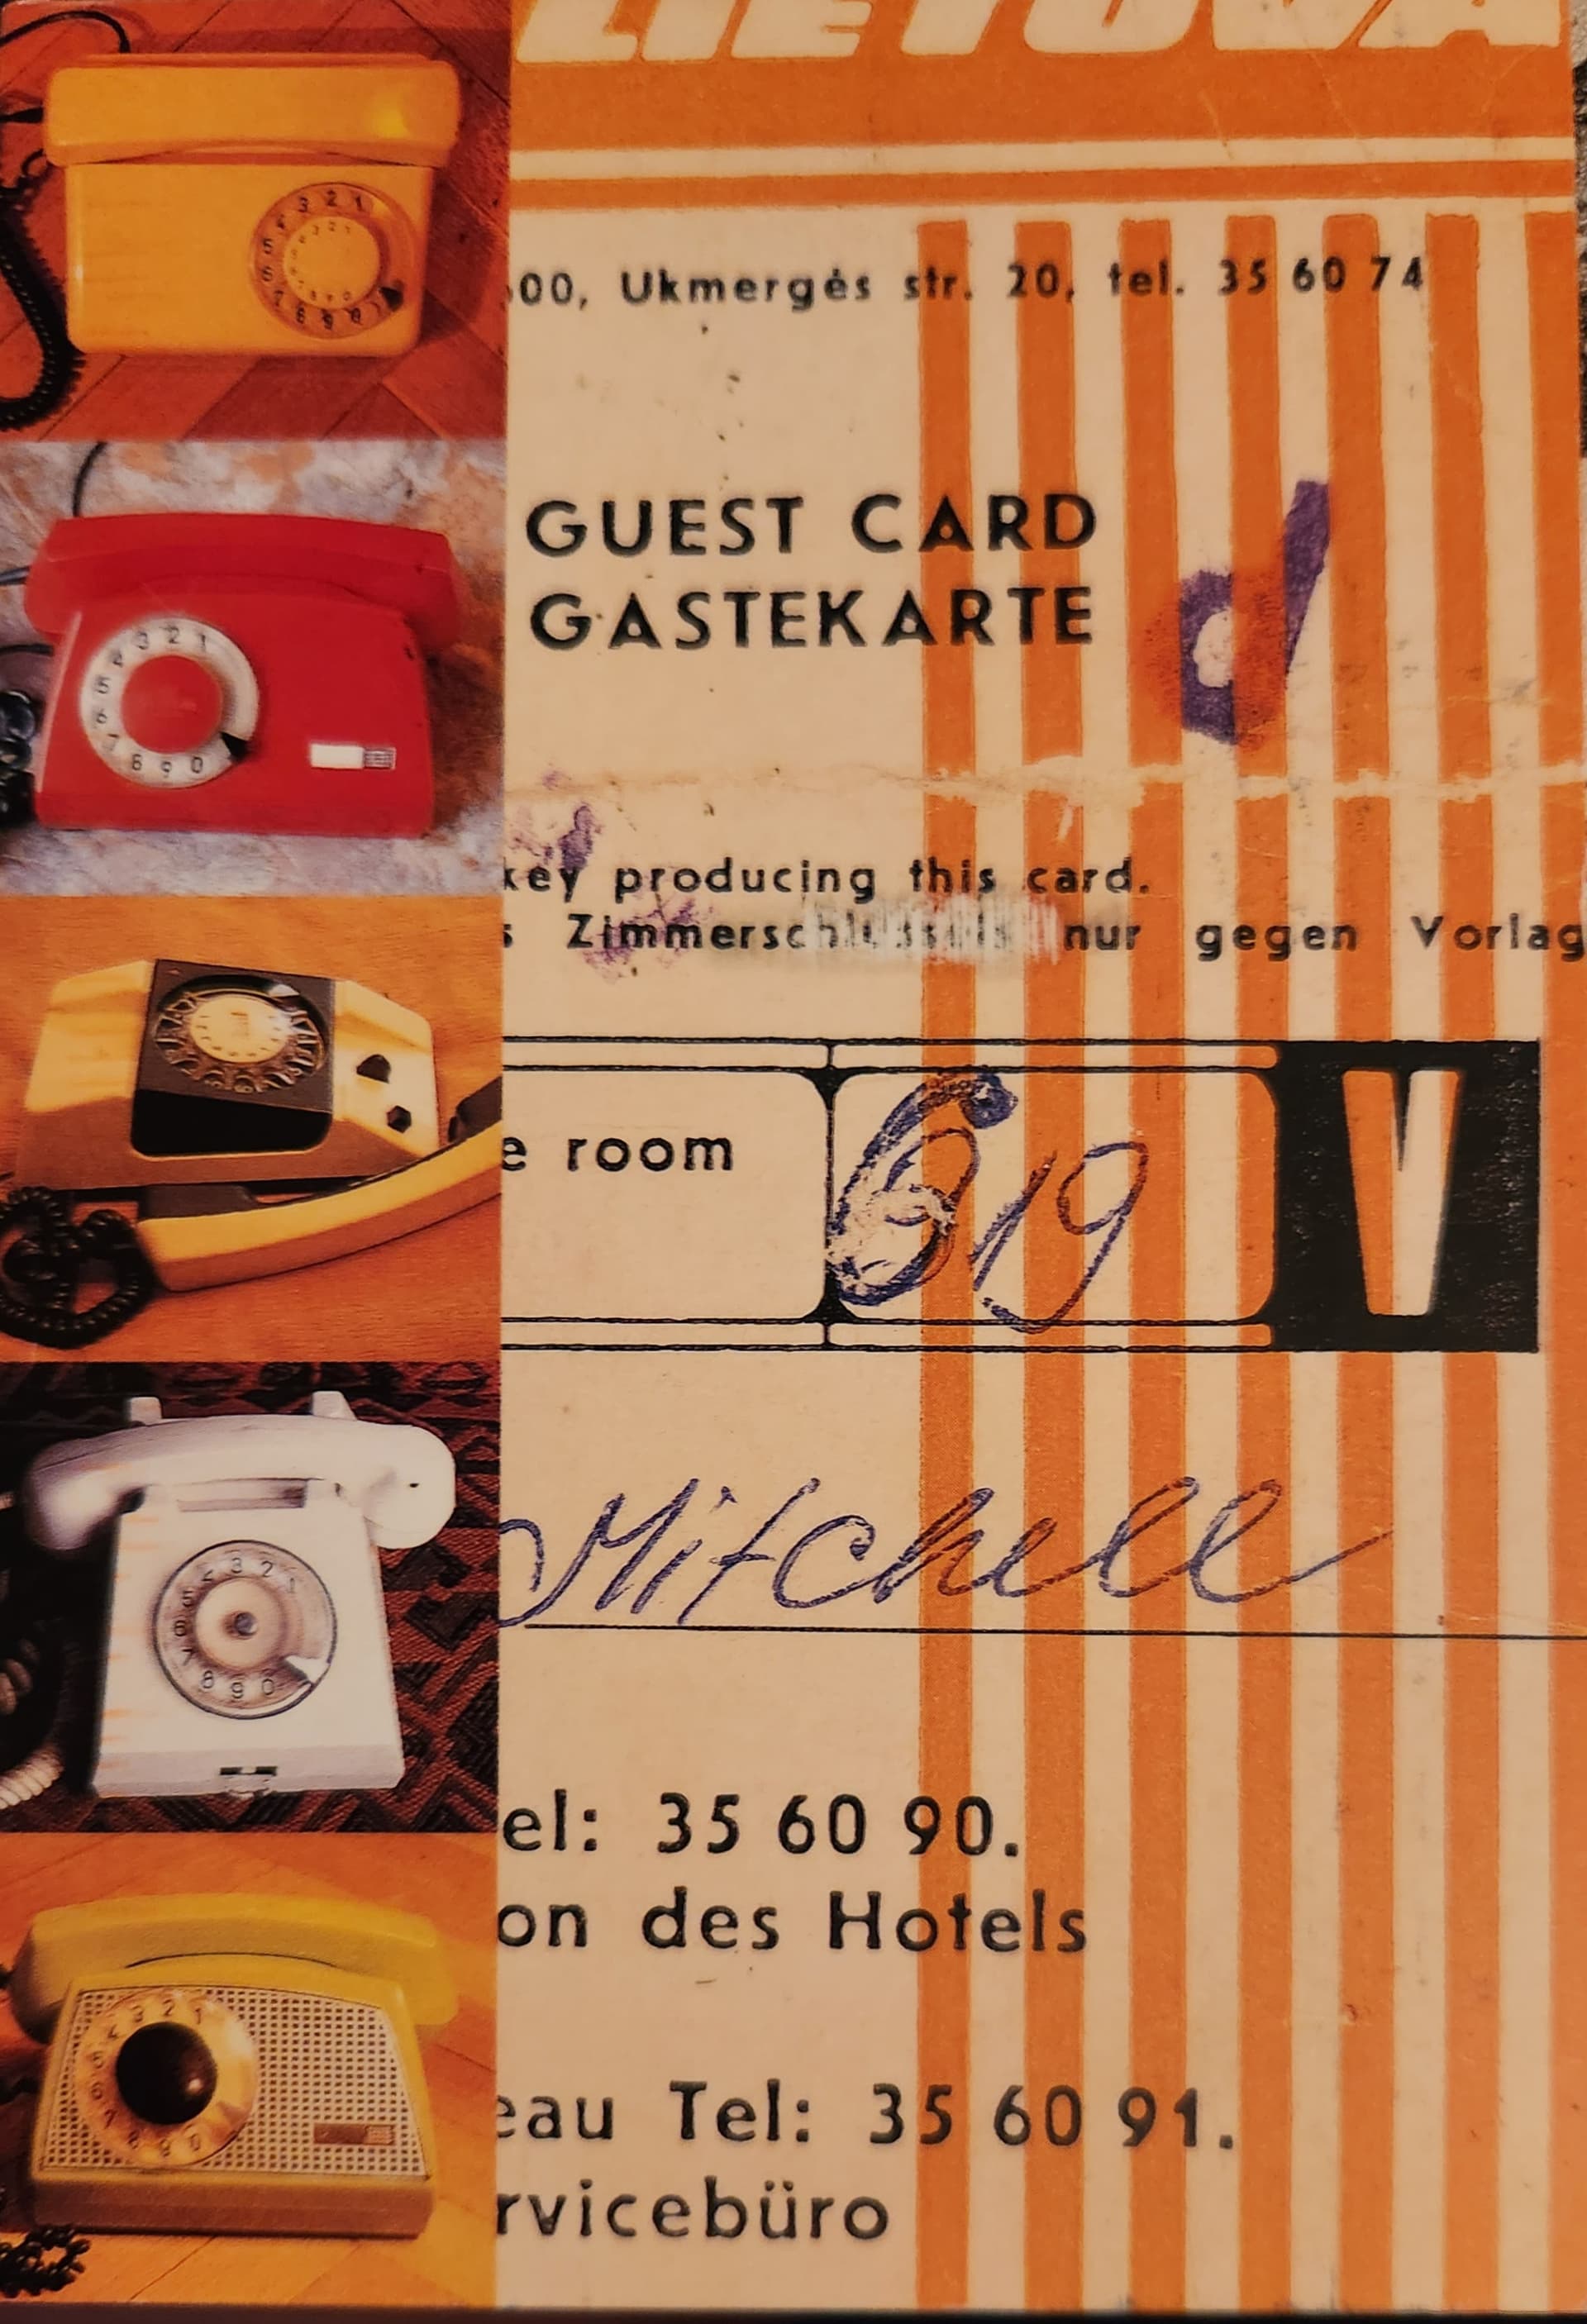 LIETUVA
00, Ukmergės str. 20, tel. 35 60 74
GUEST CARD
GASTEKARTE
d
key producing this card.
s Zimmerschlüssels nur gegen Vorlag
e room
619
V
Mitchell
el: 35 60 90.
on des Hotels
eau Tel: 35 60 91.
rvicebüro